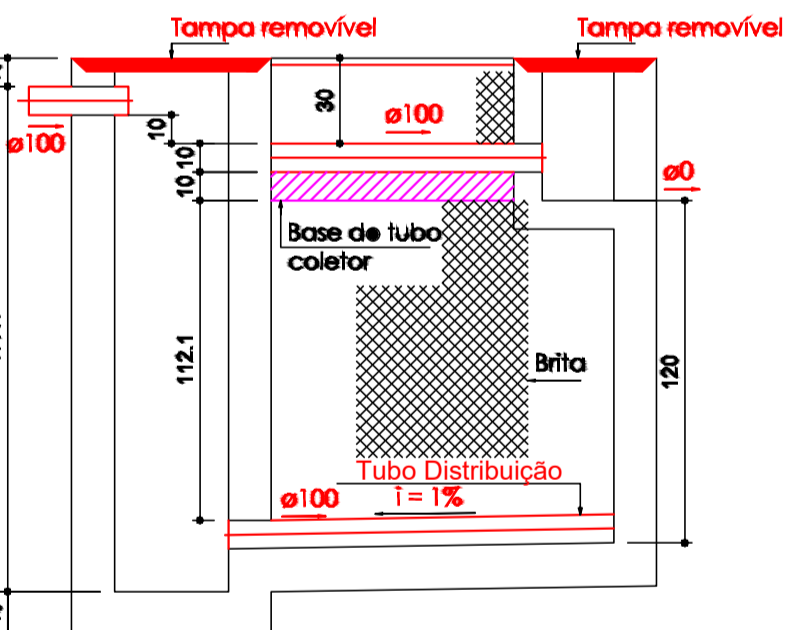 Tampa removível
Tampa removível
30
ø100
10
ø100
10
10
ø0
Base do tubo
coletor
112.1
Brita
120
Tubo Distribuição
ø100
i = 1%